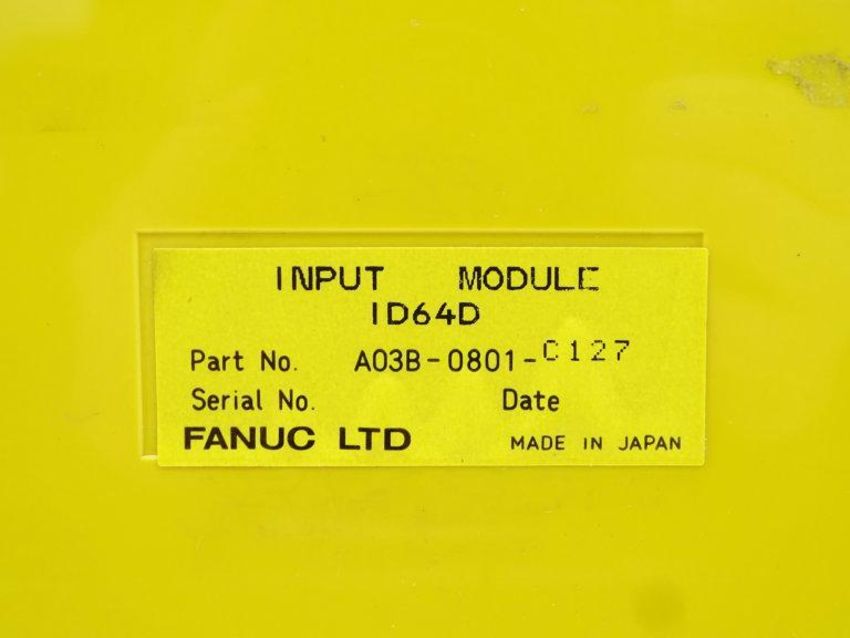 INPUT MODULE
ID64D
Part No. A03B-0801-C127
Serial No. Date
FANUC LTD MADE IN JAPAN